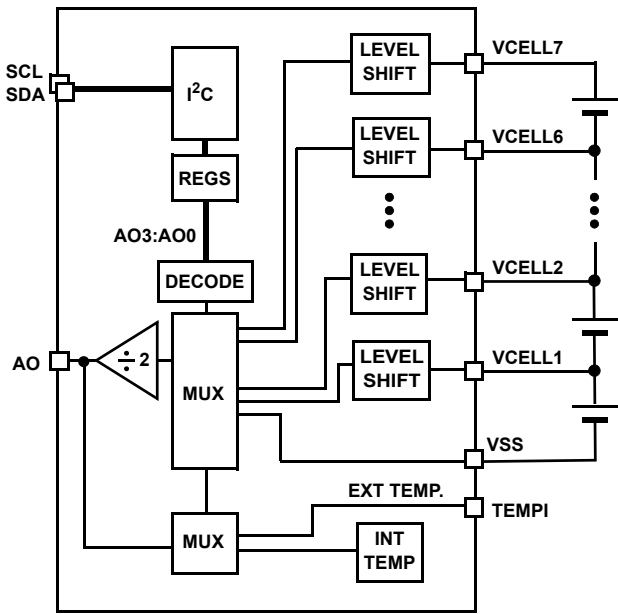 SCL
SDA
I²C
REGS
AO3:AO0
DECODE
AO
÷ 2
MUX
MUX
LEVEL
SHIFT
LEVEL
SHIFT
LEVEL
SHIFT
LEVEL
SHIFT
VCELL7
VCELL6
VCELL2
VCELL1
VSS
EXT TEMP.
TEMPI
INT
TEMP